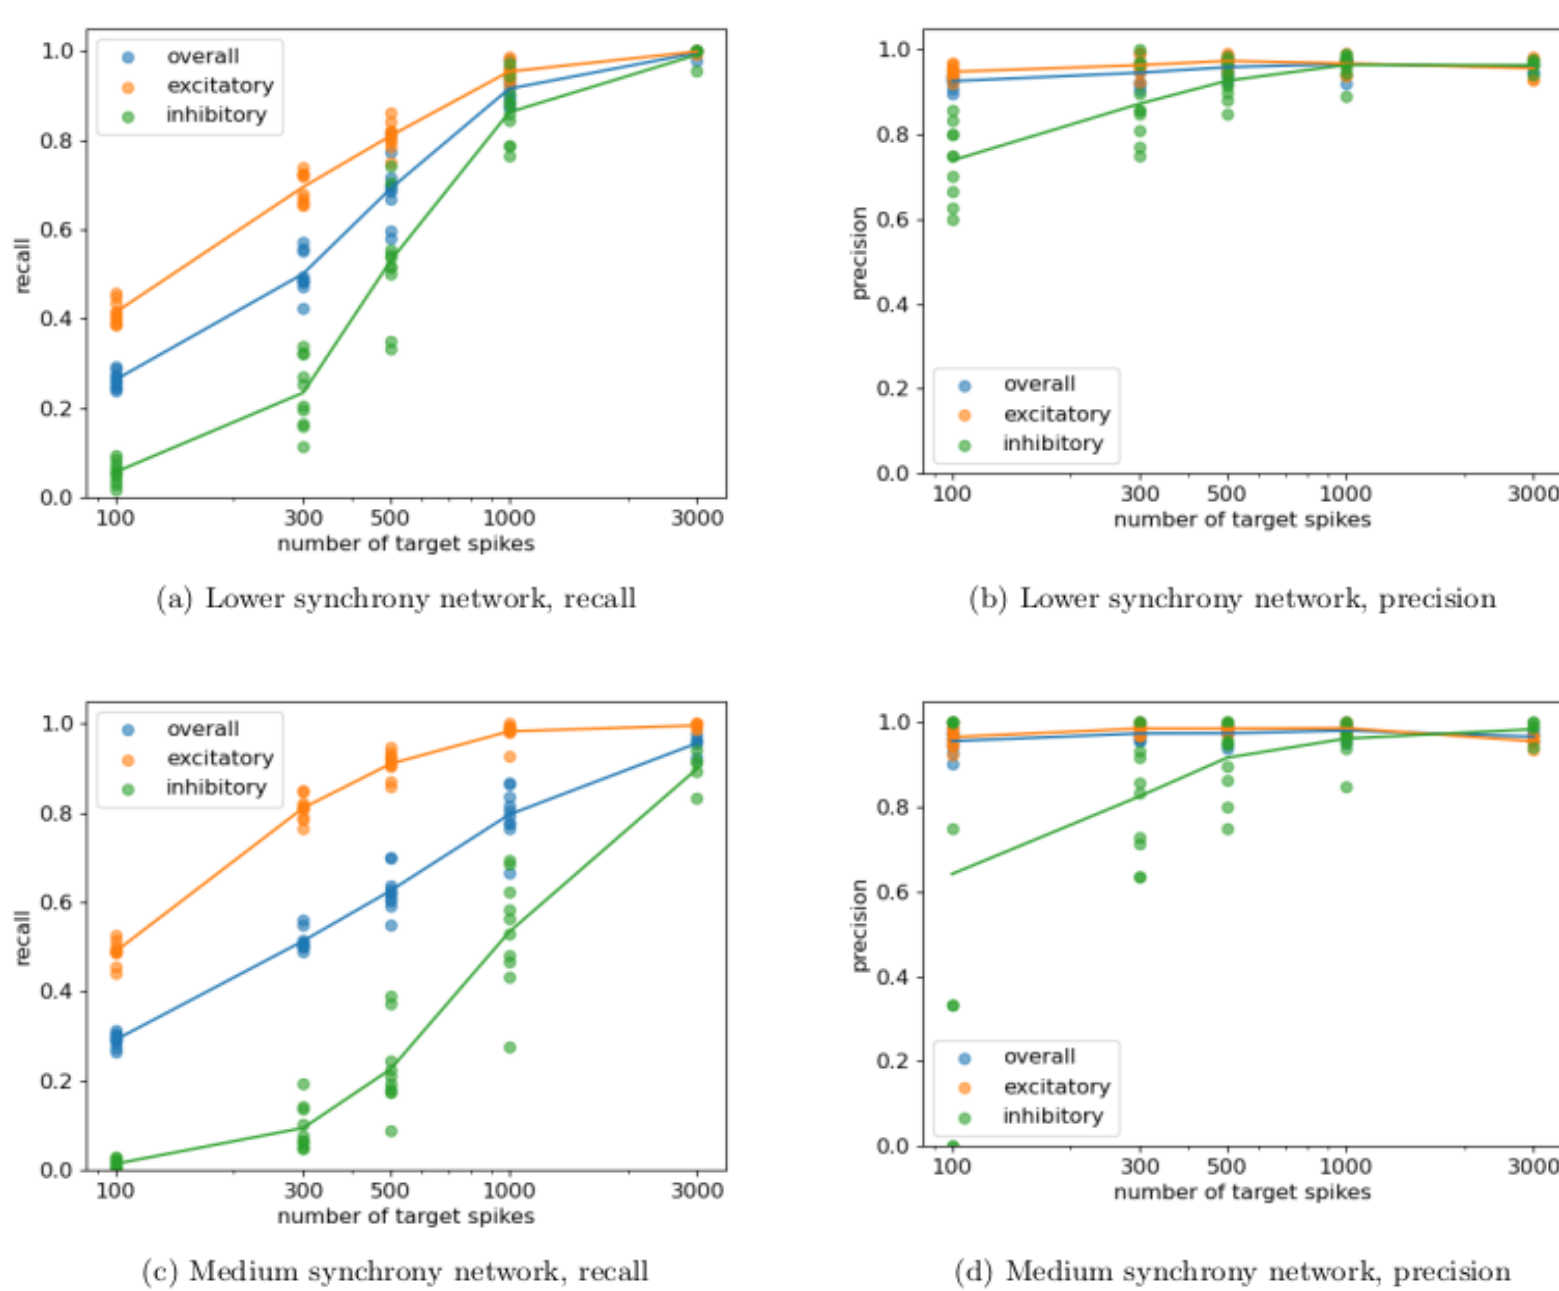 1.0
0.8
0.6
0.4
0.2
0.0
recall
overall
excitatory
inhibitory
100 300 500 1000 3000
number of target spikes
(a) Lower synchrony network, recall
1.0
0.8
0.6
0.4
0.2
0.0
precision
overall
excitatory
inhibitory
100 300 500 1000 3000
number of target spikes
(b) Lower synchrony network, precision
1.0
0.8
0.6
0.4
0.2
0.0
recall
overall
excitatory
inhibitory
100 300 500 1000 3000
number of target spikes
(c) Medium synchrony network, recall
1.0
0.8
0.6
0.4
0.2
0.0
precision
overall
excitatory
inhibitory
100 300 500 1000 3000
number of target spikes
(d) Medium synchrony network, precision